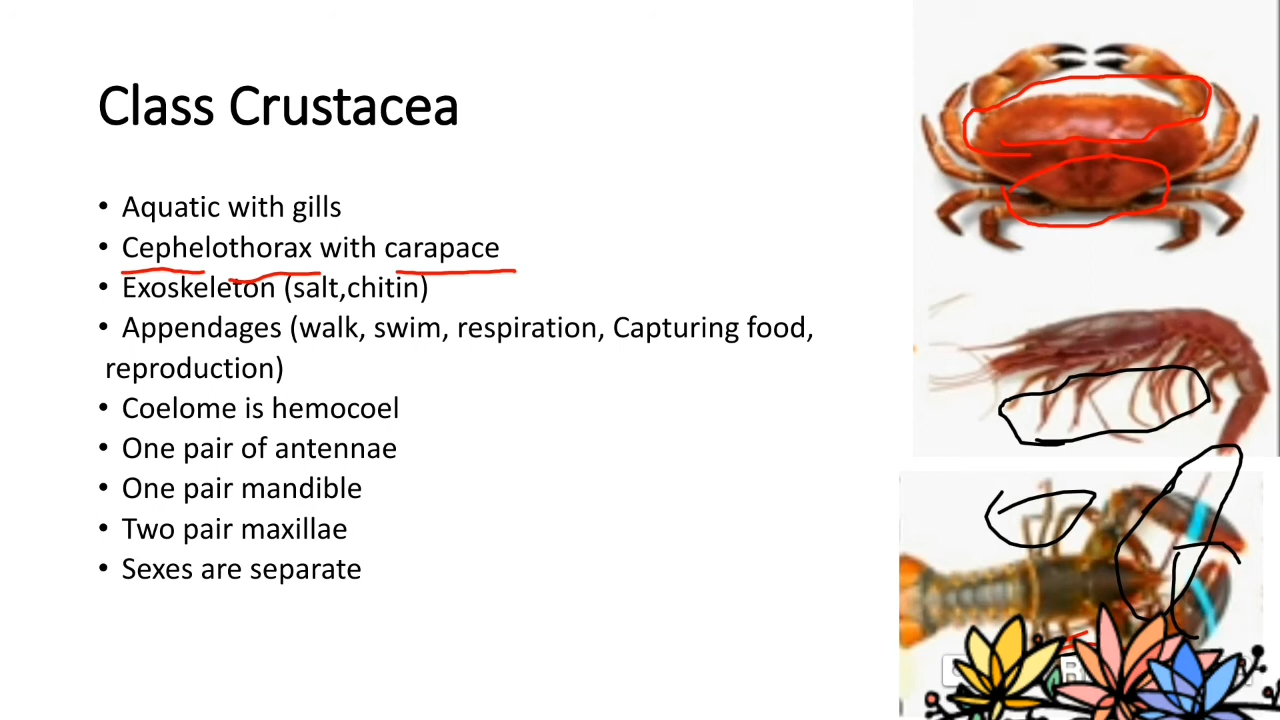 Class Crustacea
• Aquatic with gills
• Cephelothorax with carapace
• Exoskeleton (salt,chitin)
• Appendages (walk, swim, respiration, Capturing food,
reproduction)
• Coelome is hemocoel
• One pair of antennae
• One pair mandible
• Two pair maxillae
• Sexes are separate